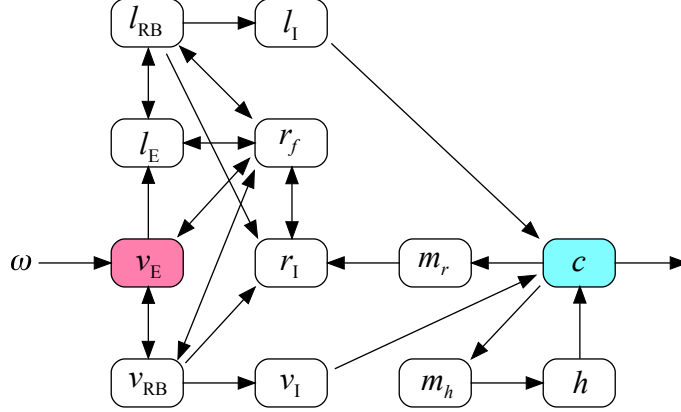 l_RB l_I
l_E r_f
ω v_E r_I m_r c
v_RB v_I m_h h